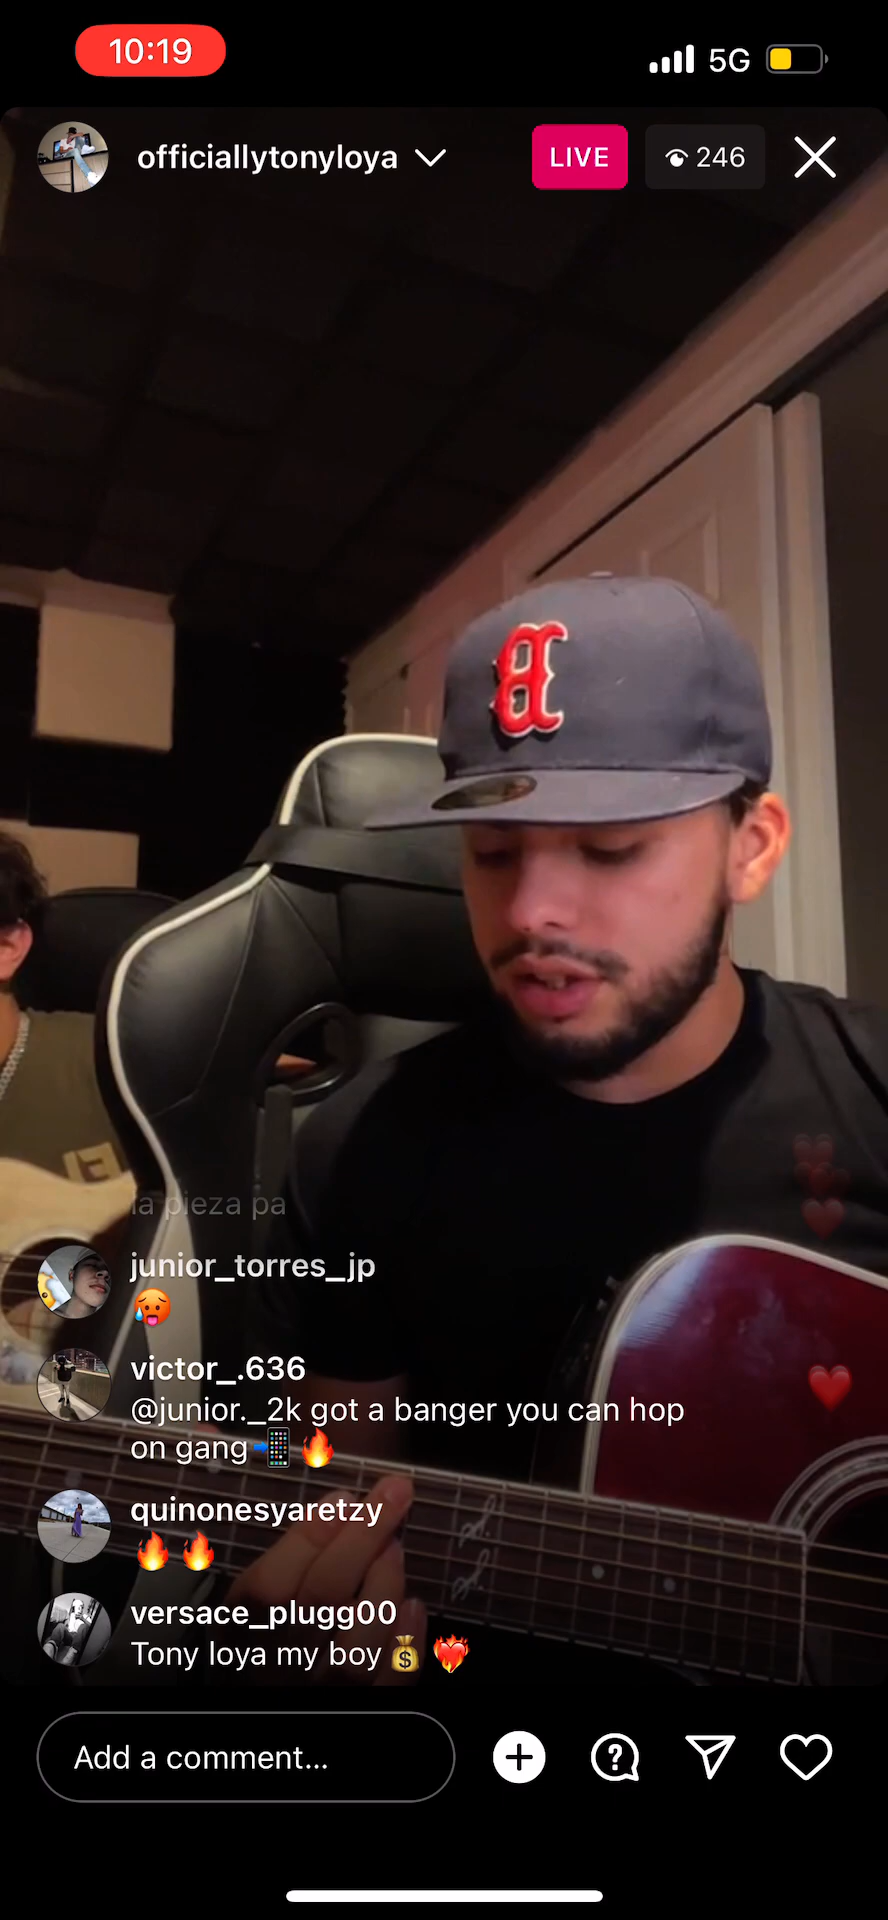 10:19
5G
officiallytonyloya
LIVE
246
la pieza pa
junior_torres_jp
🥵
victor_.636
@junior._2k got a banger you can hop
on gang📲🔥
quinonesyaretzy
🔥🔥
versace_plugg00
Tony loya my boy💰❤️‍🔥
Add a comment...